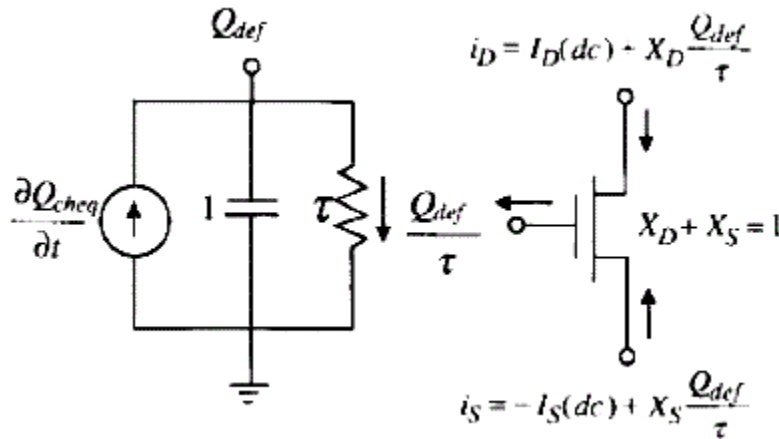 Q_def
i_D = I_D(dc) + X_D Q_def/τ
∂Q_cheq/∂t
1
τ
Q_def/τ
X_D + X_S = 1
i_S = -I_S(dc) + X_S Q_def/τ